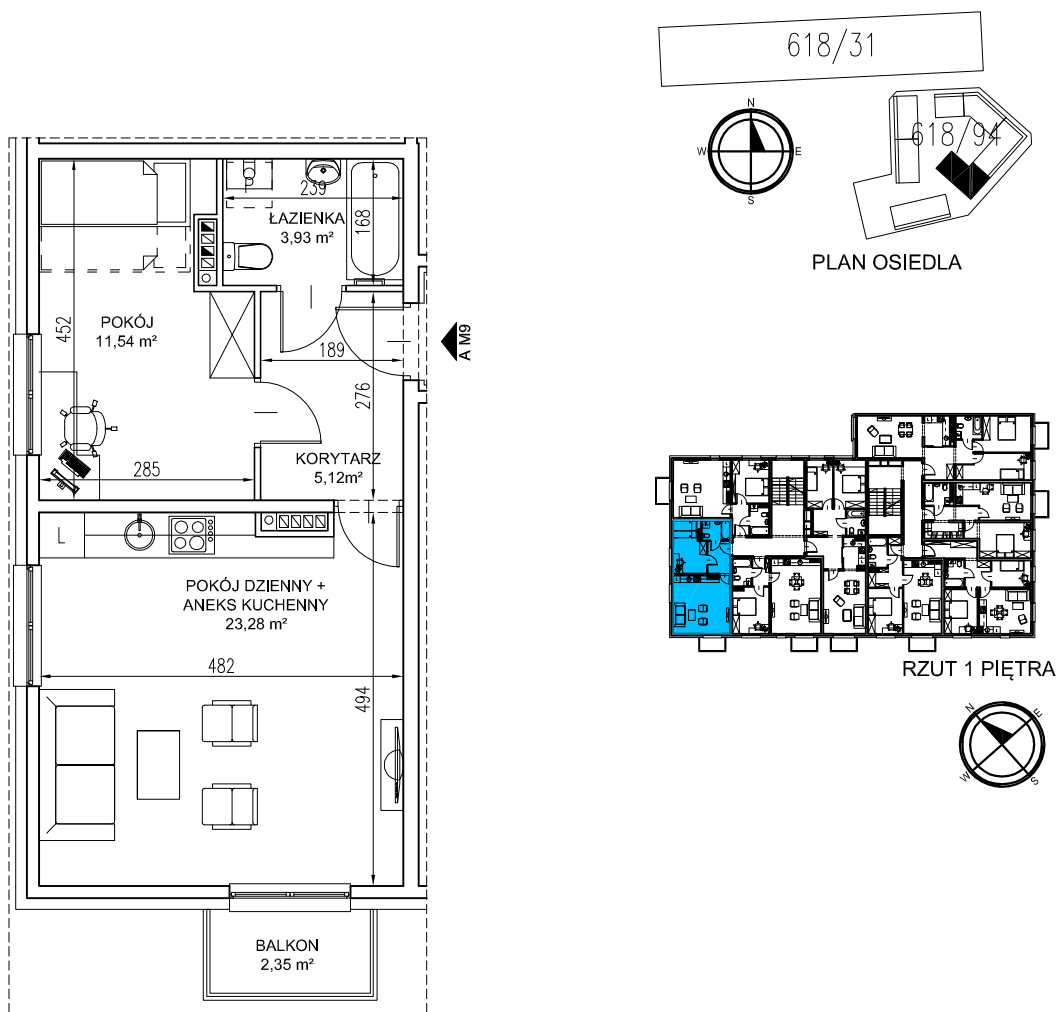 618/31
N
W
E
S
618/94
PLAN OSIEDLA
239
ŁAZIENKA
3,93 m²
168
POKÓJ
11,54 m²
452
189
276
A M9
285
KORYTARZ
5,12m²
L
POKÓJ DZIENNY +
ANEKS KUCHENNY
23,28 m²
482
494
BALKON
2,35 m²
RZUT 1 PIĘTRA
N
E
W
S